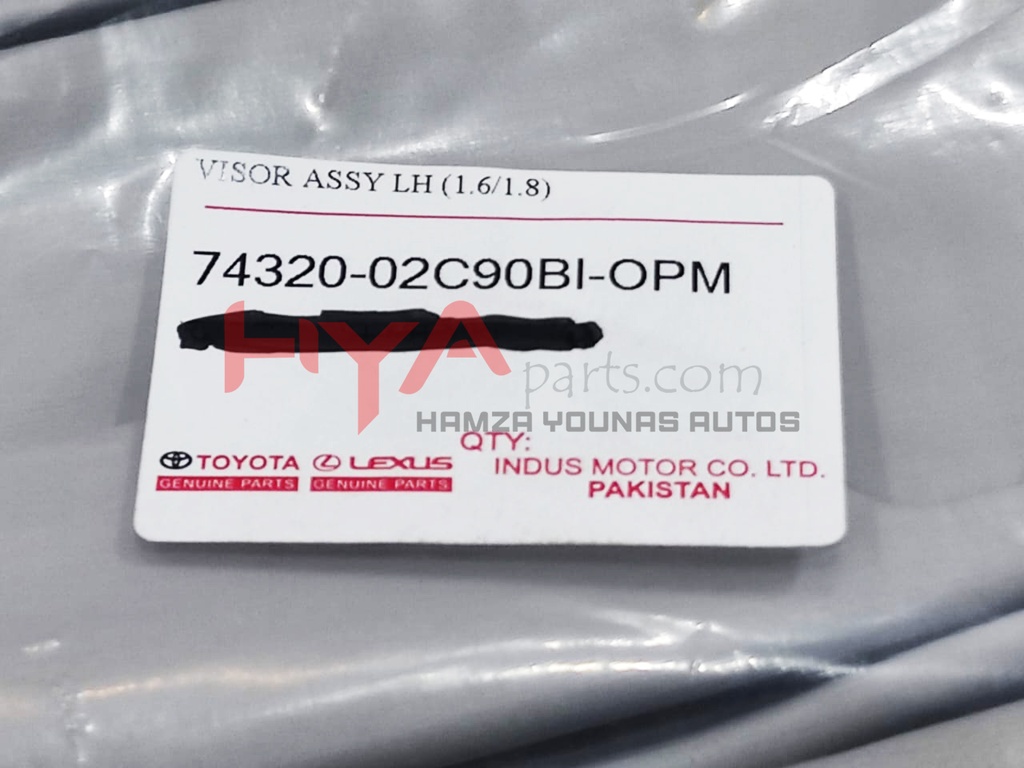 VISOR ASSY LH (1.6/1.8)
74320-02C90BI-OPM
HYA parts.com
HAMZA YOUNAS AUTOS
QTY:
TOYOTA LEXUS INDUS MOTOR CO. LTD.
GENUINE PARTS GENUINE PARTS PAKISTAN